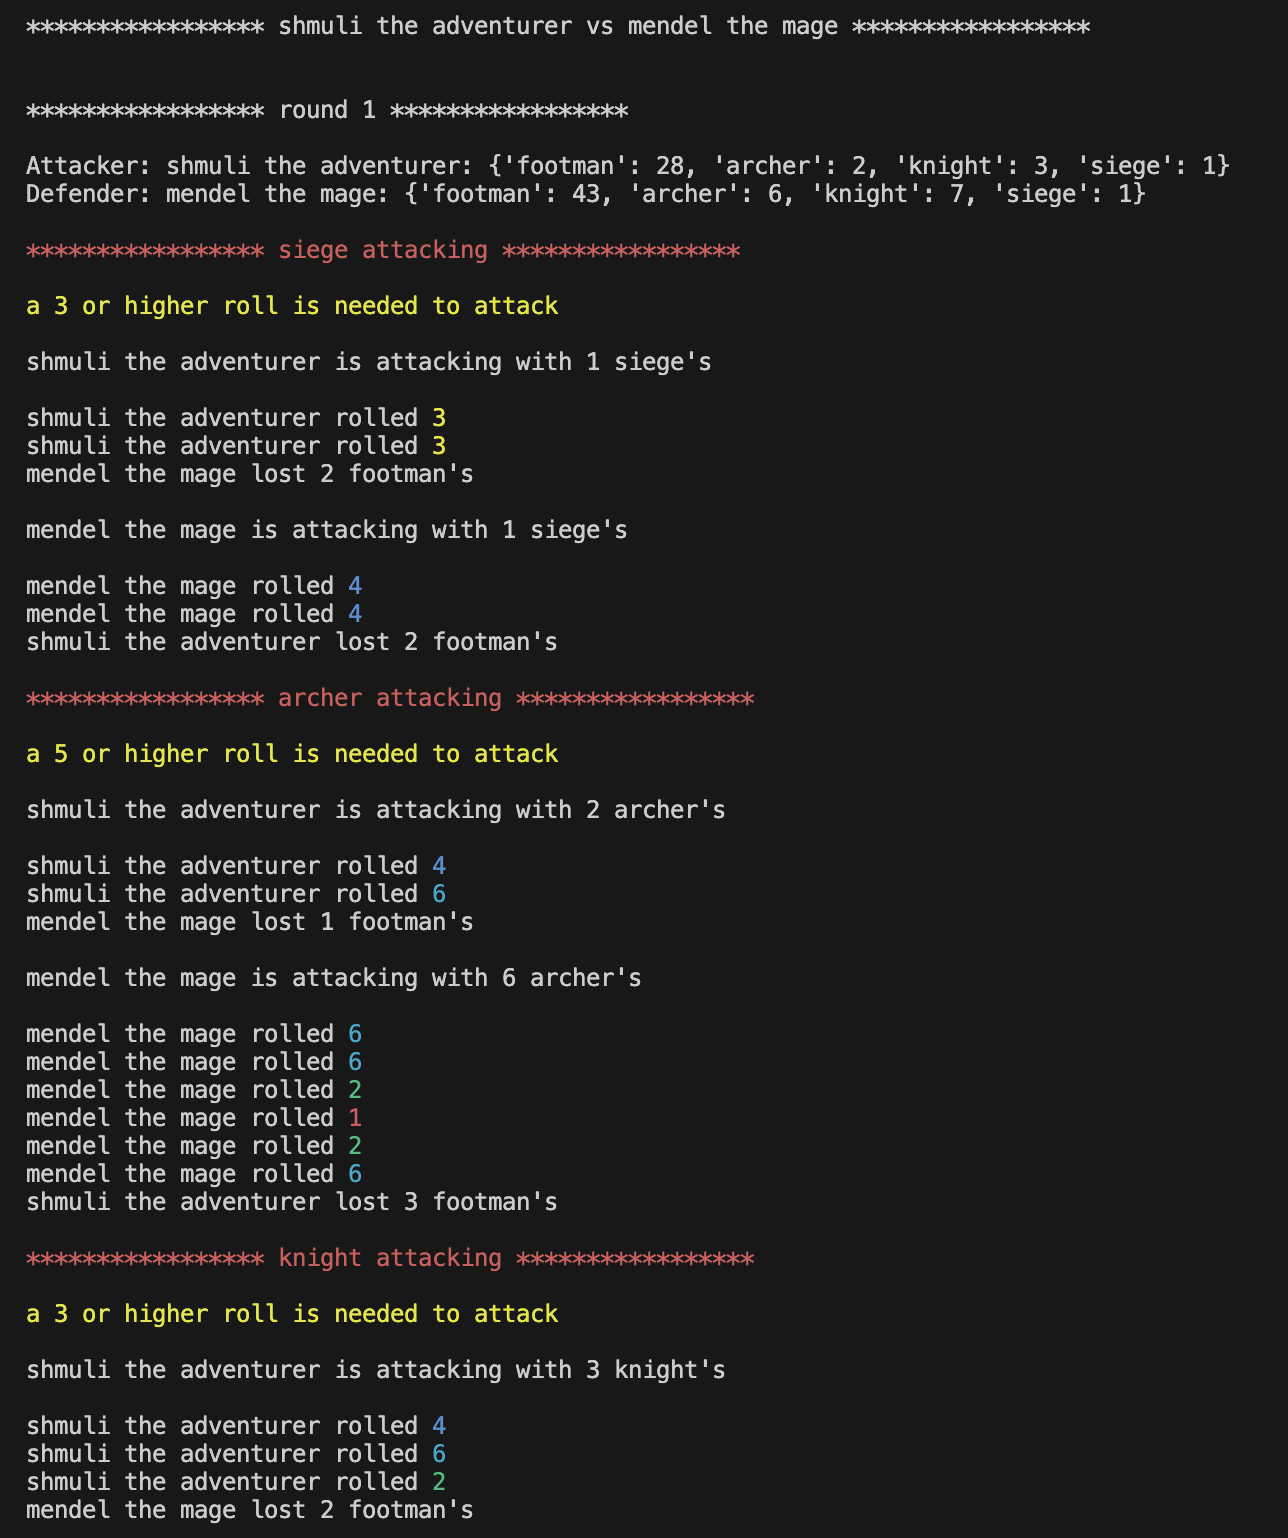 ***************** shmuli the adventurer vs mendel the mage *****************
***************** round 1 *****************
Attacker: shmuli the adventurer: {'footman': 28, 'archer': 2, 'knight': 3, 'siege': 1}
Defender: mendel the mage: {'footman': 43, 'archer': 6, 'knight': 7, 'siege': 1}
***************** siege attacking *****************
a 3 or higher roll is needed to attack
shmuli the adventurer is attacking with 1 siege's
shmuli the adventurer rolled 3
shmuli the adventurer rolled 3
mendel the mage lost 2 footman's
mendel the mage is attacking with 1 siege's
mendel the mage rolled 4
mendel the mage rolled 4
shmuli the adventurer lost 2 footman's
***************** archer attacking *****************
a 5 or higher roll is needed to attack
shmuli the adventurer is attacking with 2 archer's
shmuli the adventurer rolled 4
shmuli the adventurer rolled 6
mendel the mage lost 1 footman's
mendel the mage is attacking with 6 archer's
mendel the mage rolled 6
mendel the mage rolled 6
mendel the mage rolled 2
mendel the mage rolled 1
mendel the mage rolled 2
mendel the mage rolled 6
shmuli the adventurer lost 3 footman's
***************** knight attacking *****************
a 3 or higher roll is needed to attack
shmuli the adventurer is attacking with 3 knight's
shmuli the adventurer rolled 4
shmuli the adventurer rolled 6
shmuli the adventurer rolled 2
mendel the mage lost 2 footman's